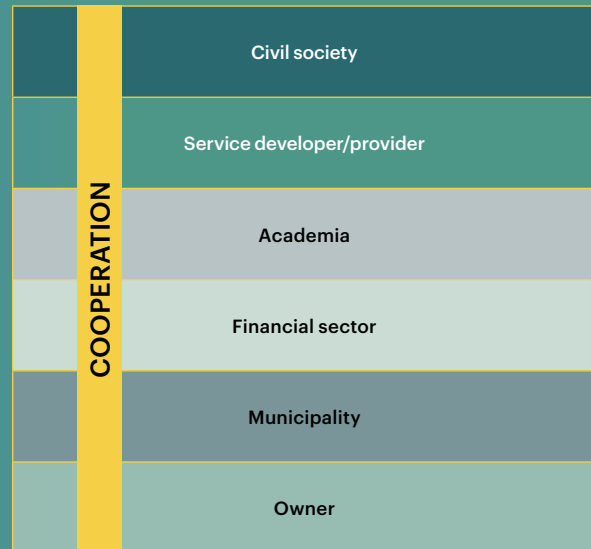 COOPERATION
Civil society
Service developer/provider
Academia
Financial sector
Municipality
Owner